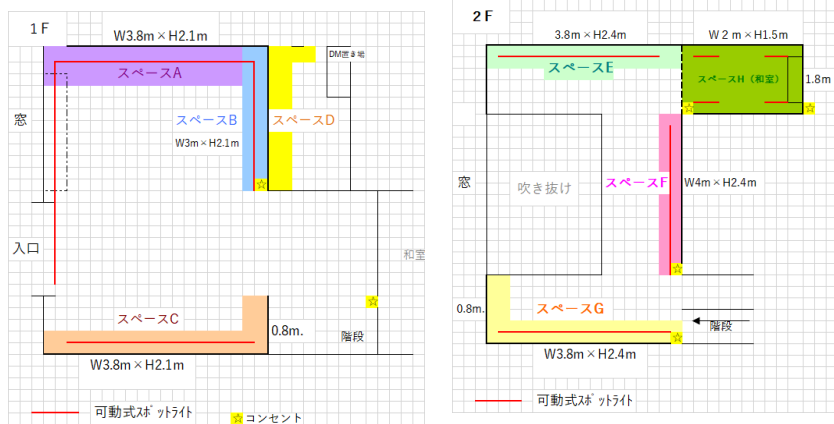 1F
W3.8m×H2.1m
DM置き場
スペースA
窓
スペースB
スペースD
W3m×H2.1m
☆
入口
和室
☆
スペースC
0.8m.
階段
W3.8m×H2.1m
可動式ｽﾎﾟｯﾄﾗｲﾄ
☆コンセント
2F
3.8m×H2.4m
W2m×H1.5m
スペースE
スペースH（和室）
1.8m
☆
☆
窓
吹き抜け
スペースF
W4m×H2.4m
☆
0.8m.
スペースG
階段
☆
W3.8m×H2.4m
可動式ｽﾎﾟｯﾄﾗｲﾄ